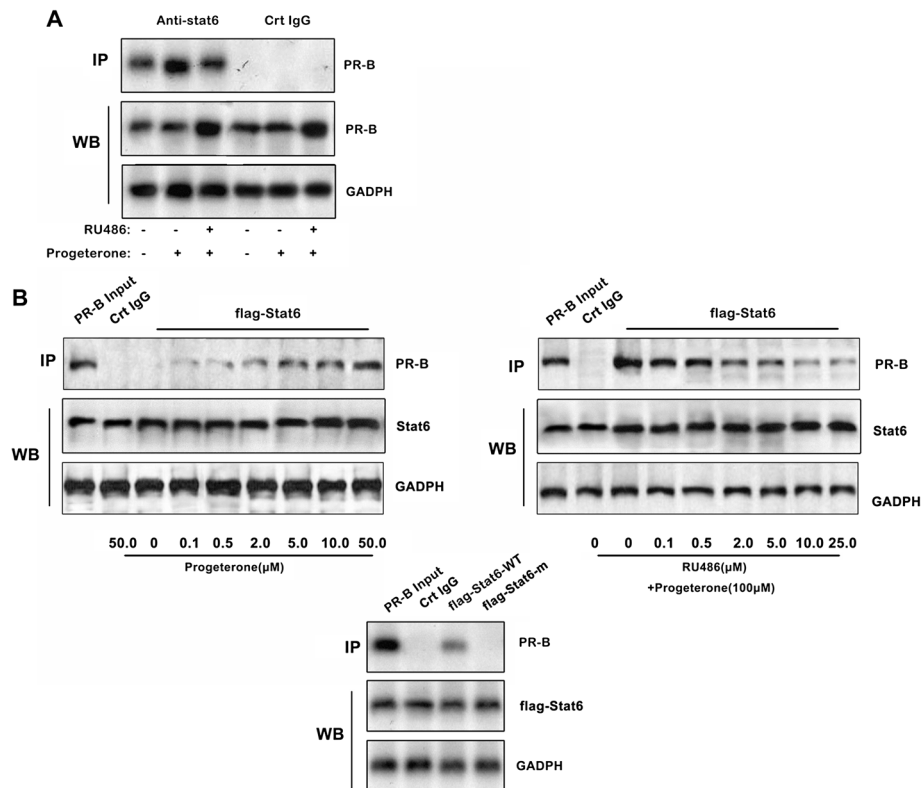 A
Anti-stat6 Crt IgG
IP PR-B
WB PR-B
GADPH
RU486: - - + - - +
Progeterone: - + + - + +
B
PR-B Input Crt IgG flag-Stat6
IP PR-B
WB Stat6
GADPH
50.0 0 0.1 0.5 2.0 5.0 10.0 50.0
Progeterone(μM)
PR-B Input Crt IgG flag-Stat6
IP PR-B
WB Stat6
GADPH
0 0 0.1 0.5 2.0 5.0 10.0 25.0
RU486(μM)
+Progeterone(100μM)
PR-B Input Crt IgG flag-Stat6-WT flag-Stat6-m
IP PR-B
WB flag-Stat6
GADPH